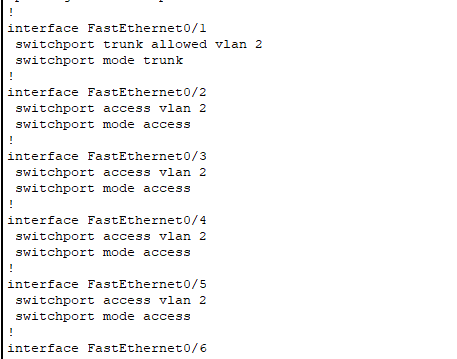 !
interface FastEthernet0/1
switchport trunk allowed vlan 2
switchport mode trunk
!
interface FastEthernet0/2
switchport access vlan 2
switchport mode access
!
interface FastEthernet0/3
switchport access vlan 2
switchport mode access
!
interface FastEthernet0/4
switchport access vlan 2
switchport mode access
!
interface FastEthernet0/5
switchport access vlan 2
switchport mode access
!
interface FastEthernet0/6